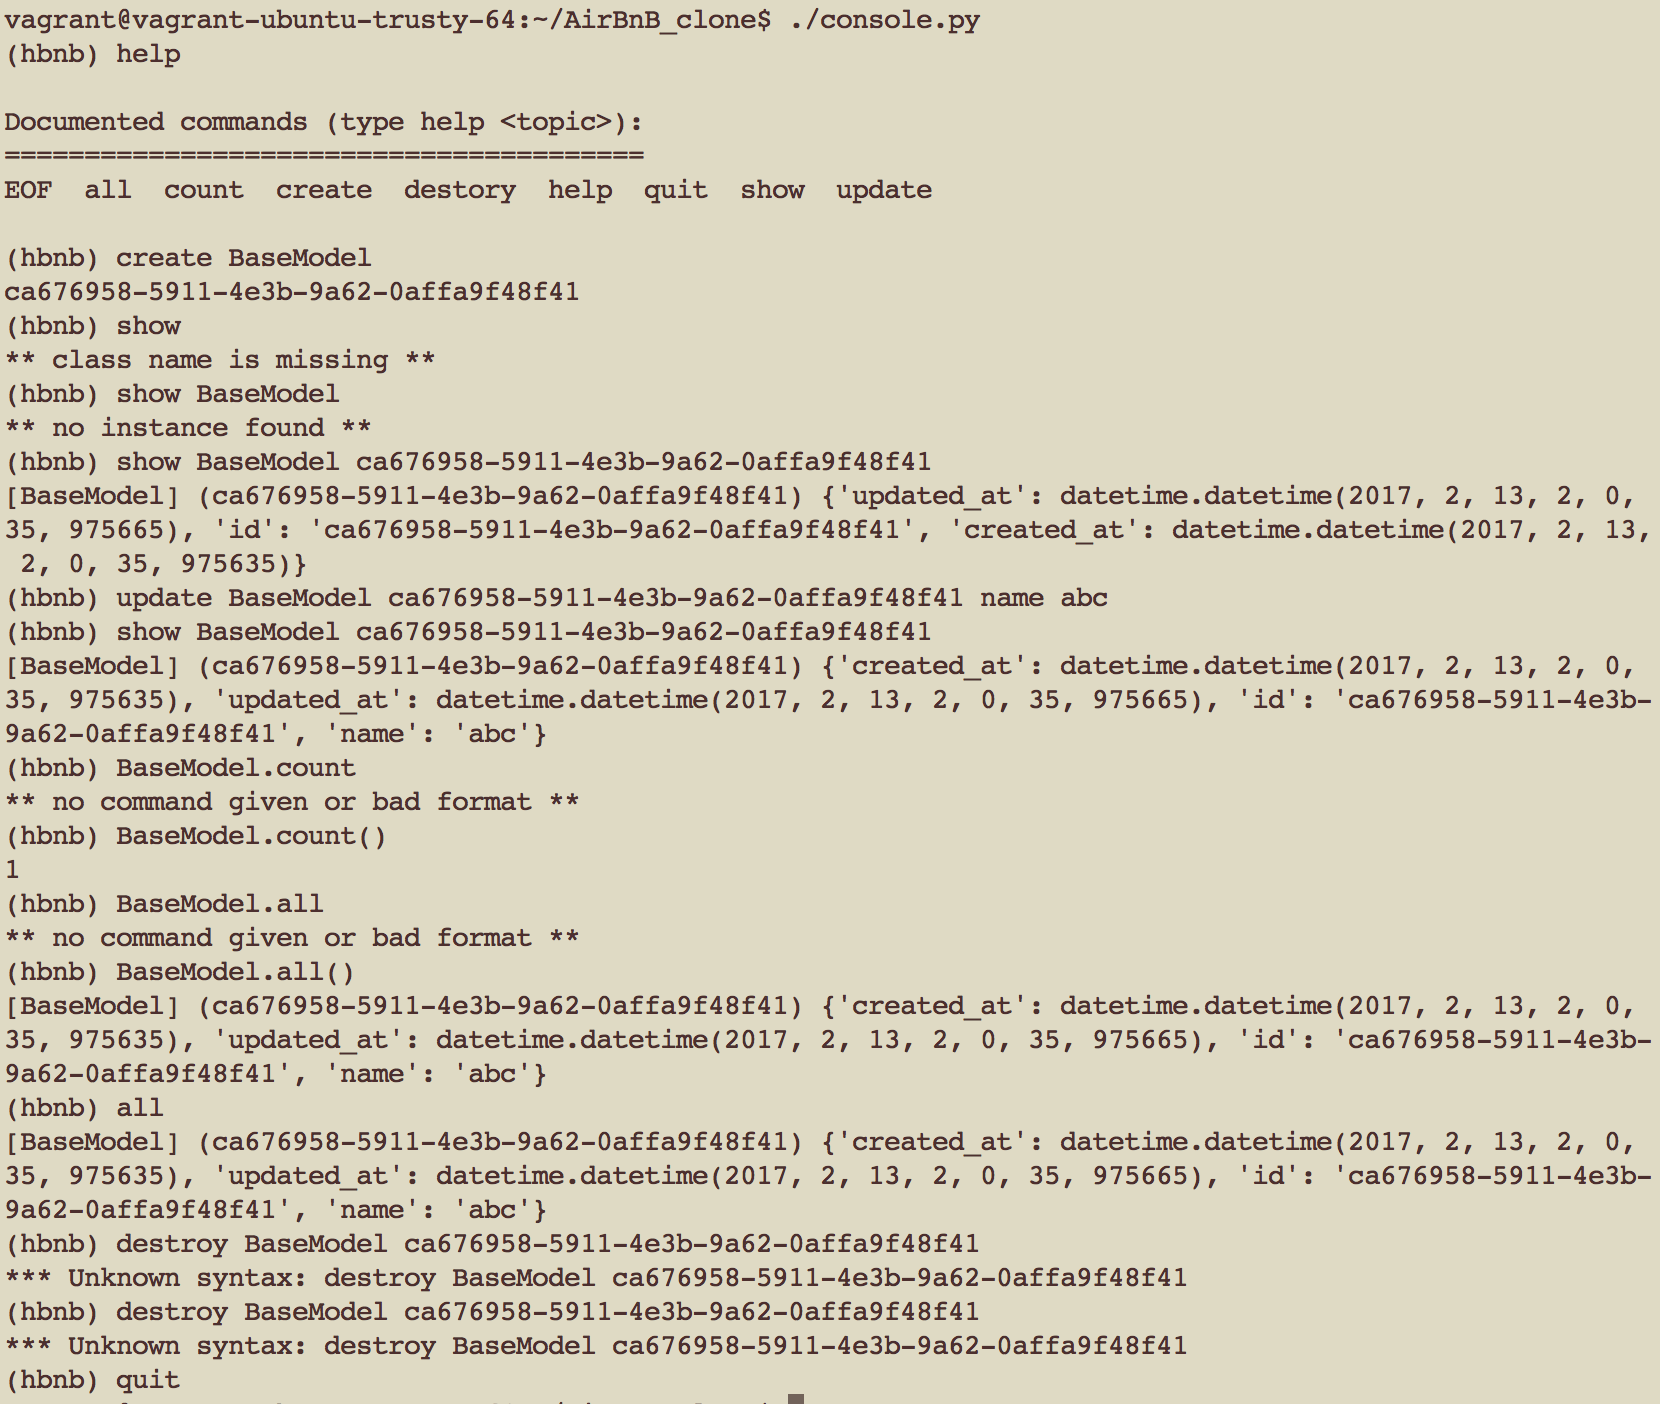 vagrant@vagrant-ubuntu-trusty-64:~/AirBnB_clone$ ./console.py
(hbnb) help
Documented commands (type help <topic>):
========================================
EOF  all  count  create  destory  help  quit  show  update
(hbnb) create BaseModel
ca676958-5911-4e3b-9a62-0affa9f48f41
(hbnb) show
** class name is missing **
(hbnb) show BaseModel
** no instance found **
(hbnb) show BaseModel ca676958-5911-4e3b-9a62-0affa9f48f41
[BaseModel] (ca676958-5911-4e3b-9a62-0affa9f48f41) {'updated_at': datetime.datetime(2017, 2, 13, 2, 0,
35, 975665), 'id': 'ca676958-5911-4e3b-9a62-0affa9f48f41', 'created_at': datetime.datetime(2017, 2, 13,
 2, 0, 35, 975635)}
(hbnb) update BaseModel ca676958-5911-4e3b-9a62-0affa9f48f41 name abc
(hbnb) show BaseModel ca676958-5911-4e3b-9a62-0affa9f48f41
[BaseModel] (ca676958-5911-4e3b-9a62-0affa9f48f41) {'created_at': datetime.datetime(2017, 2, 13, 2, 0,
35, 975635), 'updated_at': datetime.datetime(2017, 2, 13, 2, 0, 35, 975665), 'id': 'ca676958-5911-4e3b-
9a62-0affa9f48f41', 'name': 'abc'}
(hbnb) BaseModel.count
** no command given or bad format **
(hbnb) BaseModel.count()
1
(hbnb) BaseModel.all
** no command given or bad format **
(hbnb) BaseModel.all()
[BaseModel] (ca676958-5911-4e3b-9a62-0affa9f48f41) {'created_at': datetime.datetime(2017, 2, 13, 2, 0,
35, 975635), 'updated_at': datetime.datetime(2017, 2, 13, 2, 0, 35, 975665), 'id': 'ca676958-5911-4e3b-
9a62-0affa9f48f41', 'name': 'abc'}
(hbnb) all
[BaseModel] (ca676958-5911-4e3b-9a62-0affa9f48f41) {'created_at': datetime.datetime(2017, 2, 13, 2, 0,
35, 975635), 'updated_at': datetime.datetime(2017, 2, 13, 2, 0, 35, 975665), 'id': 'ca676958-5911-4e3b-
9a62-0affa9f48f41', 'name': 'abc'}
(hbnb) destroy BaseModel ca676958-5911-4e3b-9a62-0affa9f48f41
*** Unknown syntax: destroy BaseModel ca676958-5911-4e3b-9a62-0affa9f48f41
(hbnb) destroy BaseModel ca676958-5911-4e3b-9a62-0affa9f48f41
*** Unknown syntax: destroy BaseModel ca676958-5911-4e3b-9a62-0affa9f48f41
(hbnb) quit